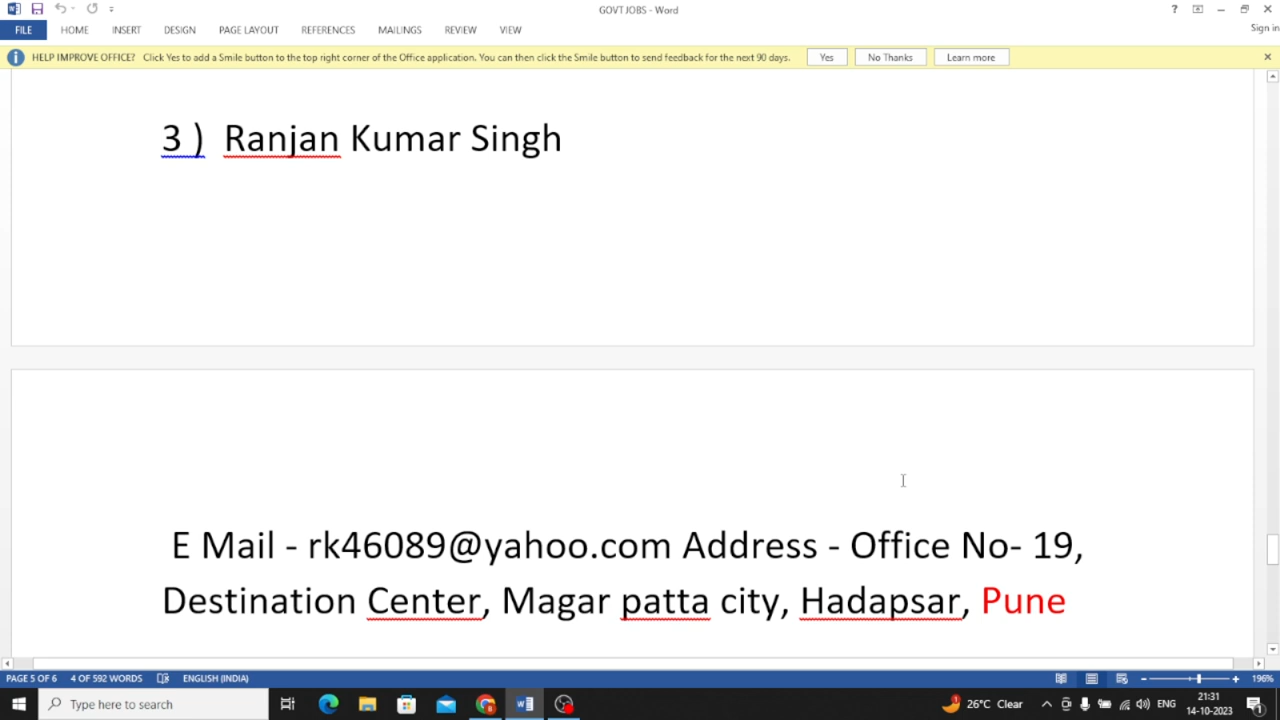 GOVT JOBS - Word
? 
Sign in
FILE HOME INSERT DESIGN PAGE LAYOUT REFERENCES MAILINGS REVIEW VIEW
HELP IMPROVE OFFICE? Click Yes to add a Smile button to the top right corner of the Office application. You can then click the Smile button to send feedback for the next 90 days. Yes No Thanks Learn more
3 ) Ranjan Kumar Singh
E Mail - rk46089@yahoo.com Address - Office No- 19,
Destination Center, Magar patta city, Hadapsar, Pune
PAGE 5 OF 6 4 OF 592 WORDS ENGLISH (INDIA) 196%
Type here to search 26°C Clear ENG 21:31
14-10-2023